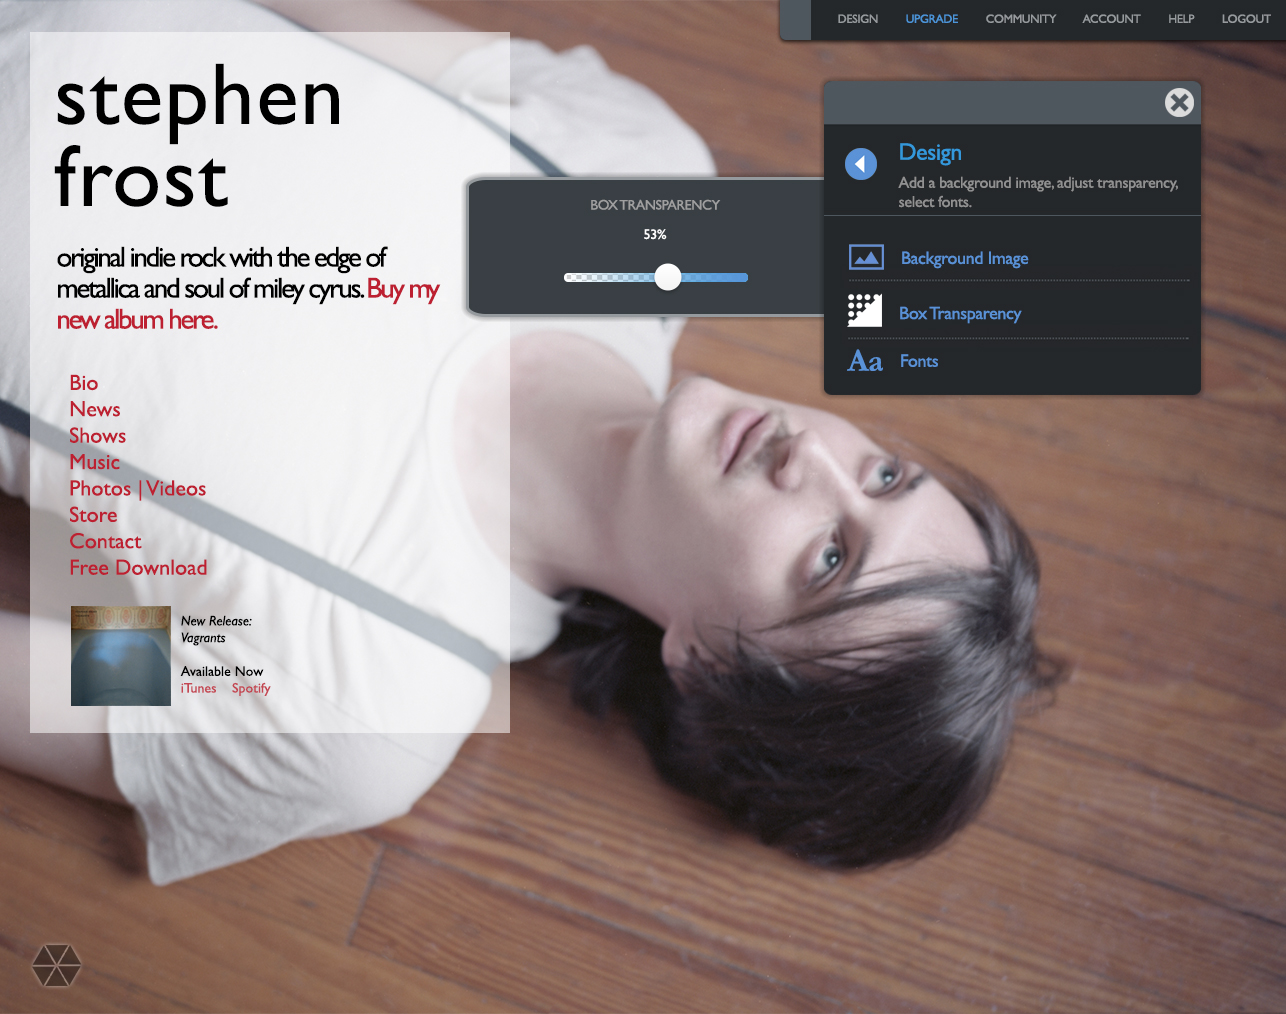 DESIGN UPGRADE COMMUNITY ACCOUNT HELP LOGOUT
stephen
frost
original indie rock with the edge of
metallica and soul of miley cyrus. Buy my
new album here.
Bio
News
Shows
Music
Photos | Videos
Store
Contact
Free Download
New Release:
Vagrants
Available Now
iTunes Spotify
BOX TRANSPARENCY
53%
Design
Add a background image, adjust transparency,
select fonts.
Background Image
Box Transparency
Aa Fonts